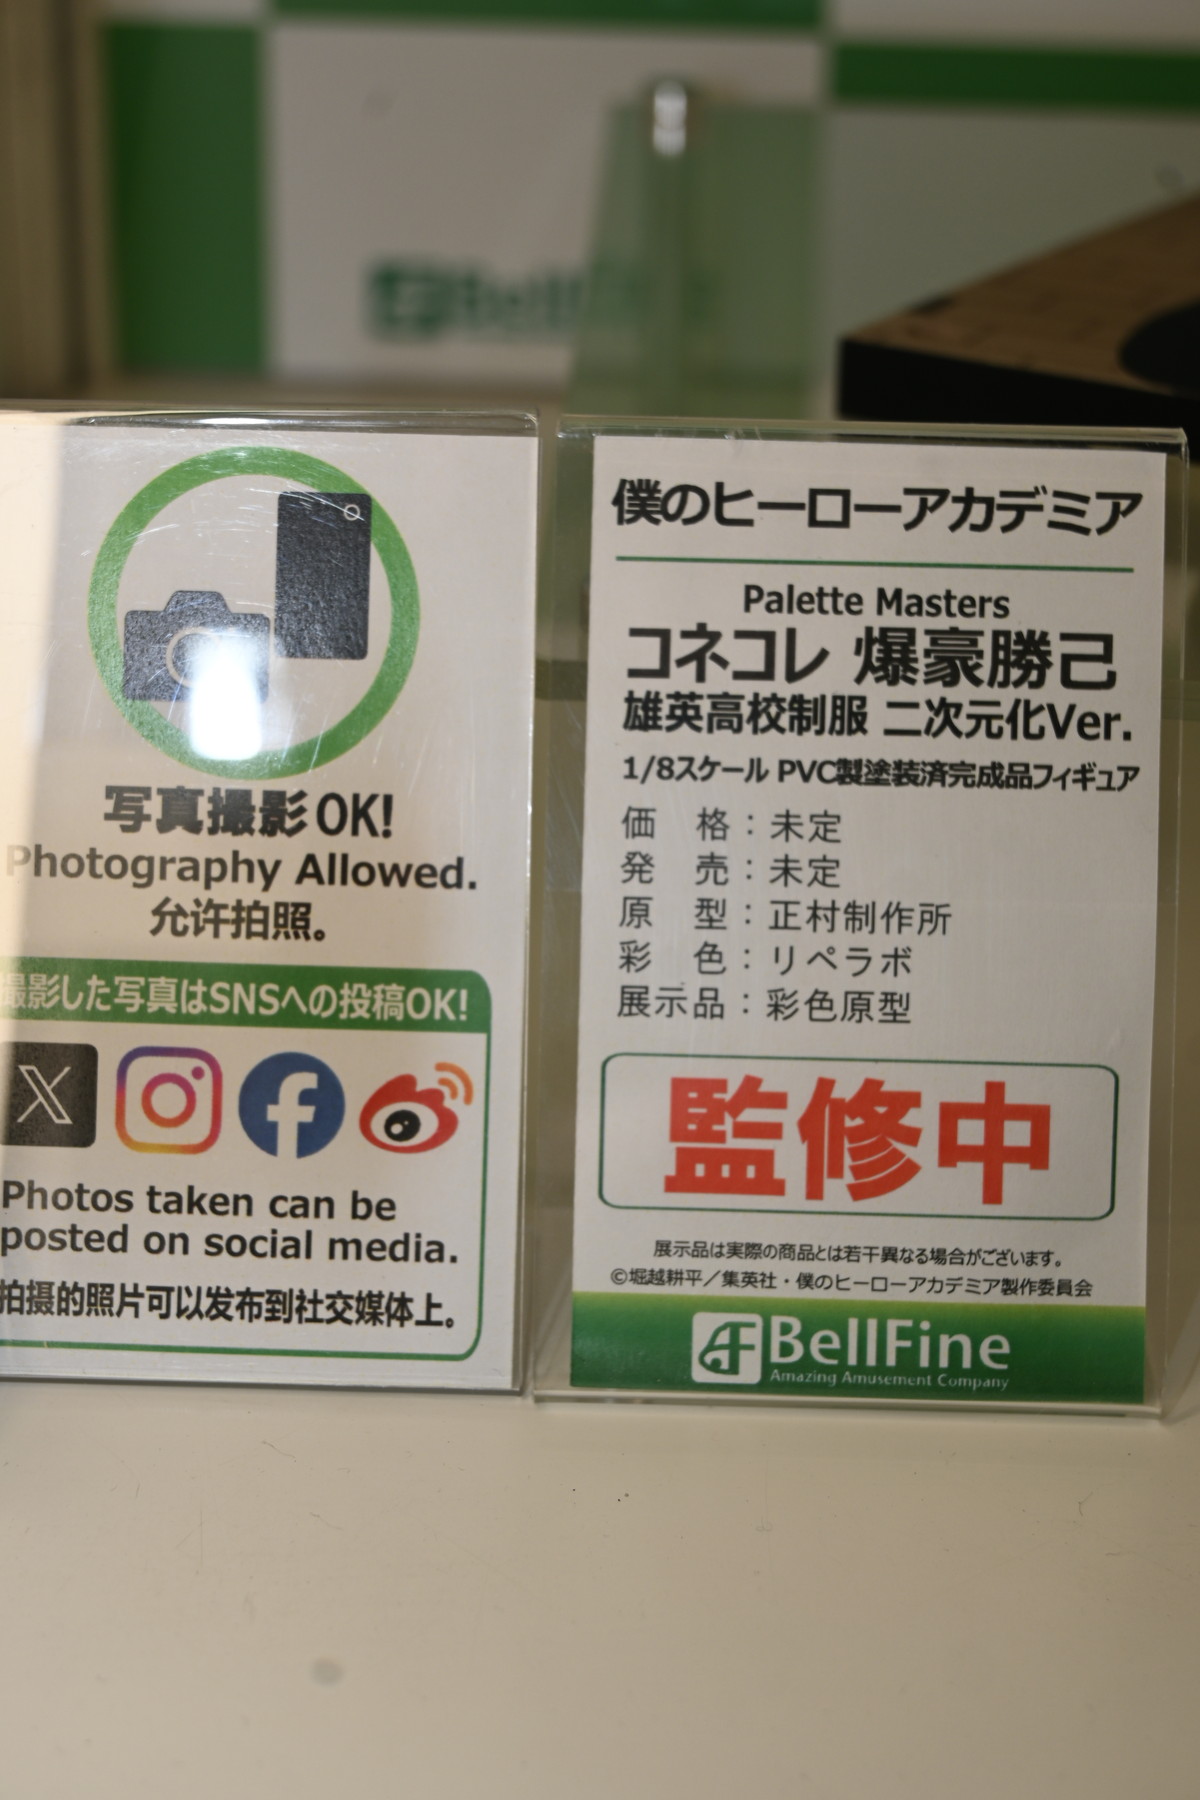 写真撮影OK!
Photography Allowed.
允许拍照。
撮影した写真はSNSへの投稿OK!
Photos taken can be
posted on social media.
拍摄的照片可以发布到社交媒体上。
僕のヒーローアカデミア
Palette Masters
コネコレ 爆豪勝己
雄英高校制服 二次元化Ver.
1/8スケール PVC製塗装済完成品フィギュア
価 格：未定
発 売：未定
原 型：正村制作所
彩 色：リペラボ
展示品：彩色原型
監修中
展示品は実際の商品とは若干異なる場合がございます。
©堀越耕平／集英社・僕のヒーローアカデミア製作委員会
BellFine
Amazing Amusement Company